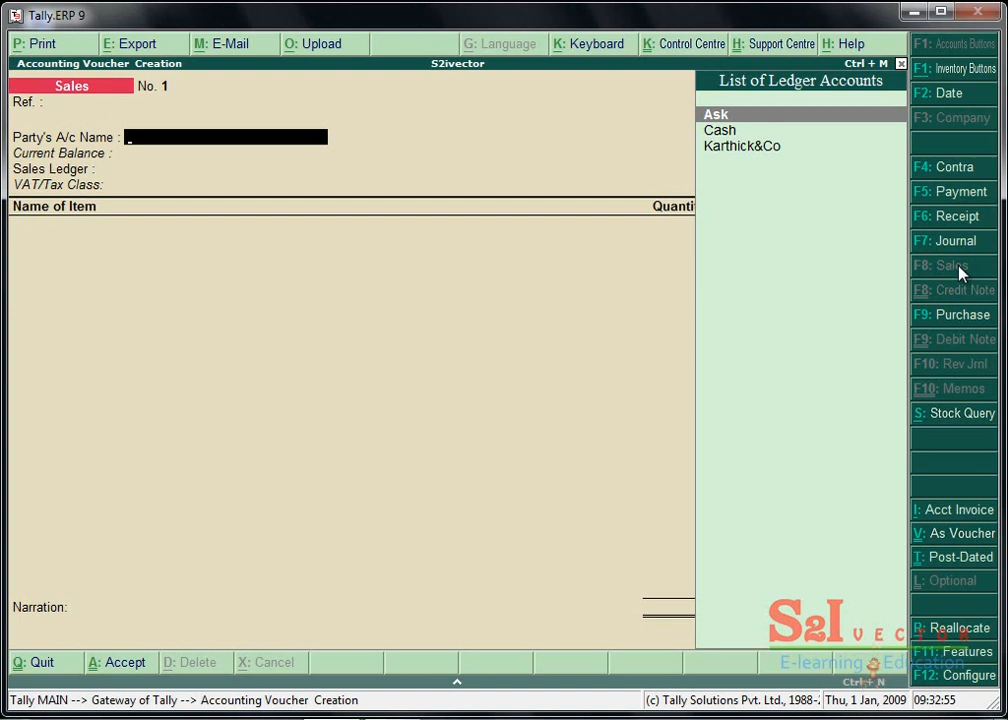 Tally.ERP 9
P: Print
E: Export
M: E-Mail
O: Upload
G: Language
K: Keyboard
K: Control Centre
H: Support Centre
H: Help
F1: Accounts Buttons
Accounting Voucher Creation
S2ivector
Ctrl + M
F1: Inventory Buttons
Sales
No. 1
List of Ledger Accounts
F2: Date
Ref. :
F3: Company
Ask
Party's A/c Name :
Cash
Current Balance :
Karthick&Co
Sales Ledger :
F4: Contra
VAT/Tax Class:
F5: Payment
Name of Item
Quanti
F6: Receipt
F7: Journal
F8: Sales
F8: Credit Note
F9: Purchase
F9: Debit Note
F10: Rev Jrnl
F10: Memos
S: Stock Query
I: Acct Invoice
V: As Voucher
T: Post-Dated
L: Optional
Narration:
S2I VECTOR
R: Reallocate
E-learning Education
F11: Features
Q: Quit
A: Accept
D: Delete
X: Cancel
F12: Configure
Ctrl + N
Tally MAIN --> Gateway of Tally --> Accounting Voucher Creation
(c) Tally Solutions Pvt. Ltd., 1988-2
Thu, 1 Jan, 2009
09:32:55